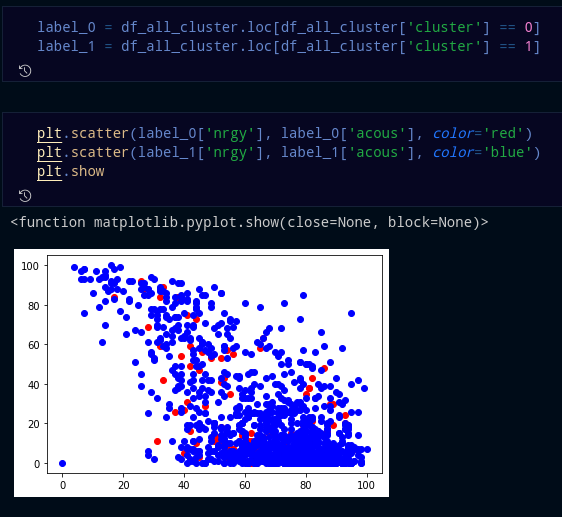 label_0 = df_all_cluster.loc[df_all_cluster['cluster'] == 0]
label_1 = df_all_cluster.loc[df_all_cluster['cluster'] == 1]
plt.scatter(label_0['nrgy'], label_0['acous'], color='red')
plt.scatter(label_1['nrgy'], label_1['acous'], color='blue')
plt.show
<function matplotlib.pyplot.show(close=None, block=None)>
100
80
60
40
20
0
0 20 40 60 80 100